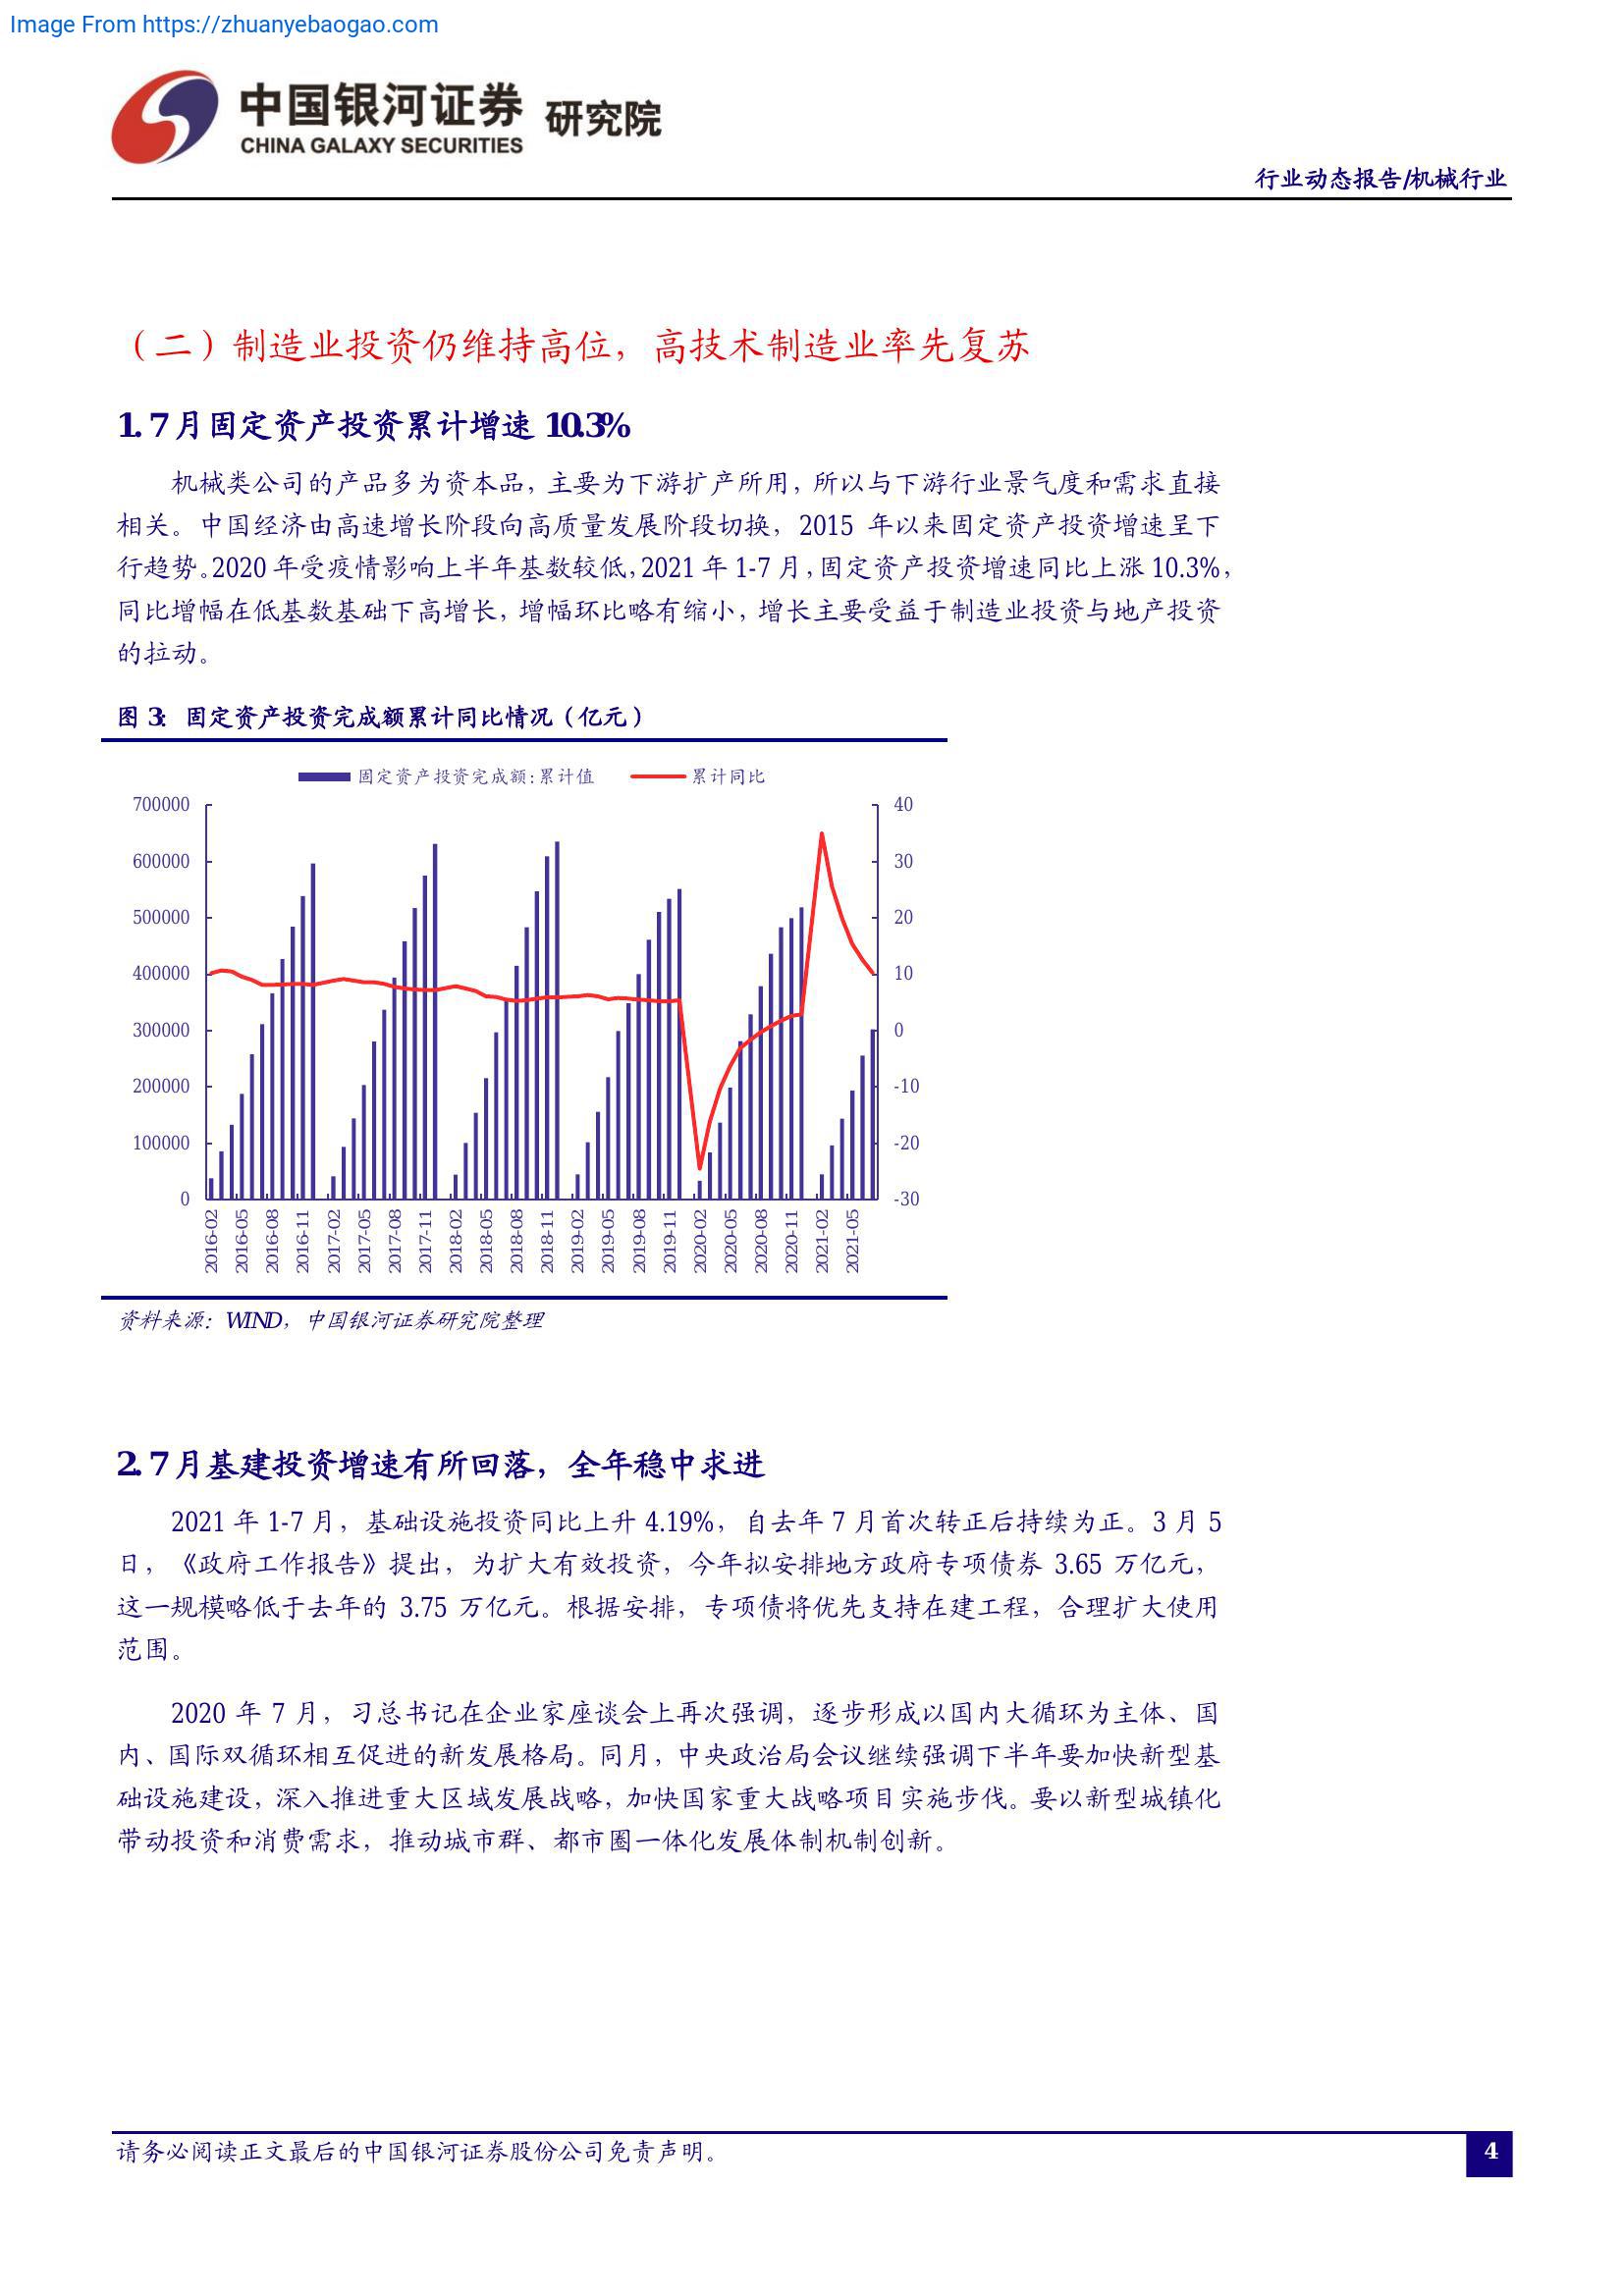 Image From https://zhuanyebaogao.com
中国银河证券 研究院
CHINA GALAXY SECURITIES
行业动态报告/机械行业
（二）制造业投资仍维持高位，高技术制造业率先复苏
1. 7 月固定资产投资累计增速 10.3%
机械类公司的产品多为资本品，主要为下游扩产所用，所以与下游行业景气度和需求直接
相关。中国经济由高速增长阶段向高质量发展阶段切换，2015 年以来固定资产投资增速呈下
行趋势。2020 年受疫情影响上半年基数较低，2021 年 1-7 月，固定资产投资增速同比上涨 10.3%，
同比增幅在低基数基础下高增长，增幅环比略有缩小，增长主要受益于制造业投资与地产投资
的拉动。
图 3： 固定资产投资完成额累计同比情况（亿元）
固定资产投资完成额:累计值 累计同比
700000 40
600000 30
500000 20
400000 10
300000 0
200000 -10
100000 -20
0 -30
2016-02 2016-05 2016-08 2016-11 2017-02 2017-05 2017-08 2017-11 2018-02 2018-05 2018-08 2018-11 2019-02 2019-05 2019-08 2019-11 2020-02 2020-05 2020-08 2020-11 2021-02 2021-05
资料来源：WIND，中国银河证券研究院整理
2. 7 月基建投资增速有所回落，全年稳中求进
2021 年 1-7 月，基础设施投资同比上升 4.19%，自去年 7 月首次转正后持续为正。3 月 5
日，《政府工作报告》提出，为扩大有效投资，今年拟安排地方政府专项债券 3.65 万亿元，
这一规模略低于去年的 3.75 万亿元。根据安排，专项债将优先支持在建工程，合理扩大使用
范围。
2020 年 7 月，习总书记在企业家座谈会上再次强调，逐步形成以国内大循环为主体、国
内、国际双循环相互促进的新发展格局。同月，中央政治局会议继续强调下半年要加快新型基
础设施建设，深入推进重大区域发展战略，加快国家重大战略项目实施步伐。要以新型城镇化
带动投资和消费需求，推动城市群、都市圈一体化发展体制机制创新。
请务必阅读正文最后的中国银河证券股份公司免责声明。
4